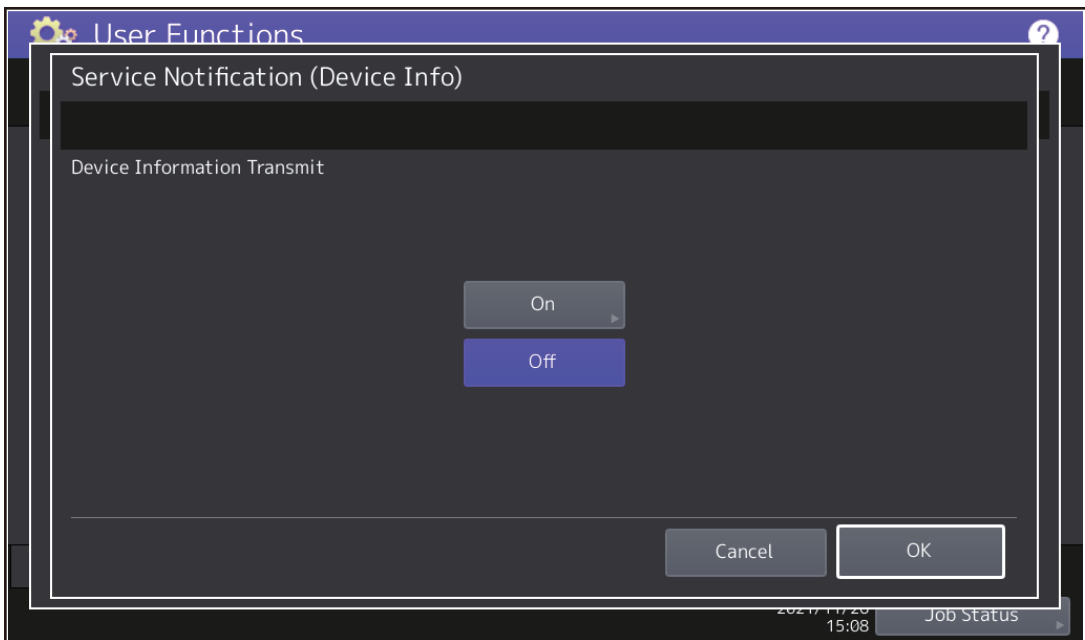 User Functions
?
Service Notification (Device Info)
Device Information Transmit
On
Off
Cancel
OK
15:08
Job Status